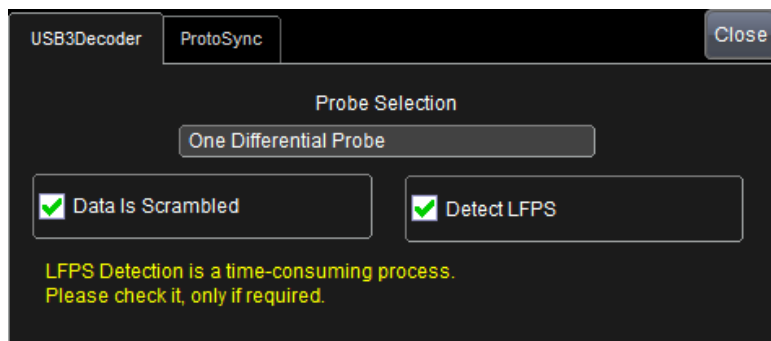 USB3Decoder
ProtoSync
Close
Probe Selection
One Differential Probe
Data Is Scrambled
Detect LFPS
LFPS Detection is a time-consuming process.
Please check it, only if required.